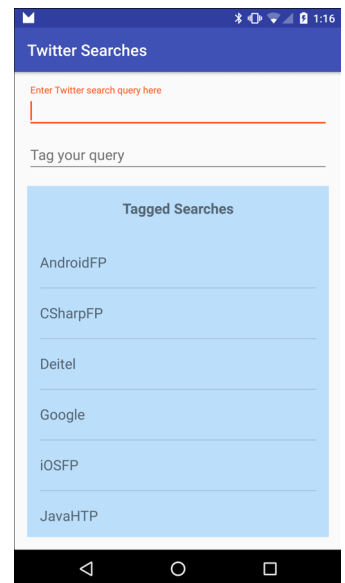 1:16
Twitter Searches
Enter Twitter search query here
Tag your query
Tagged Searches
AndroidFP
CSharpFP
Deitel
Google
iOSFP
JavaHTP